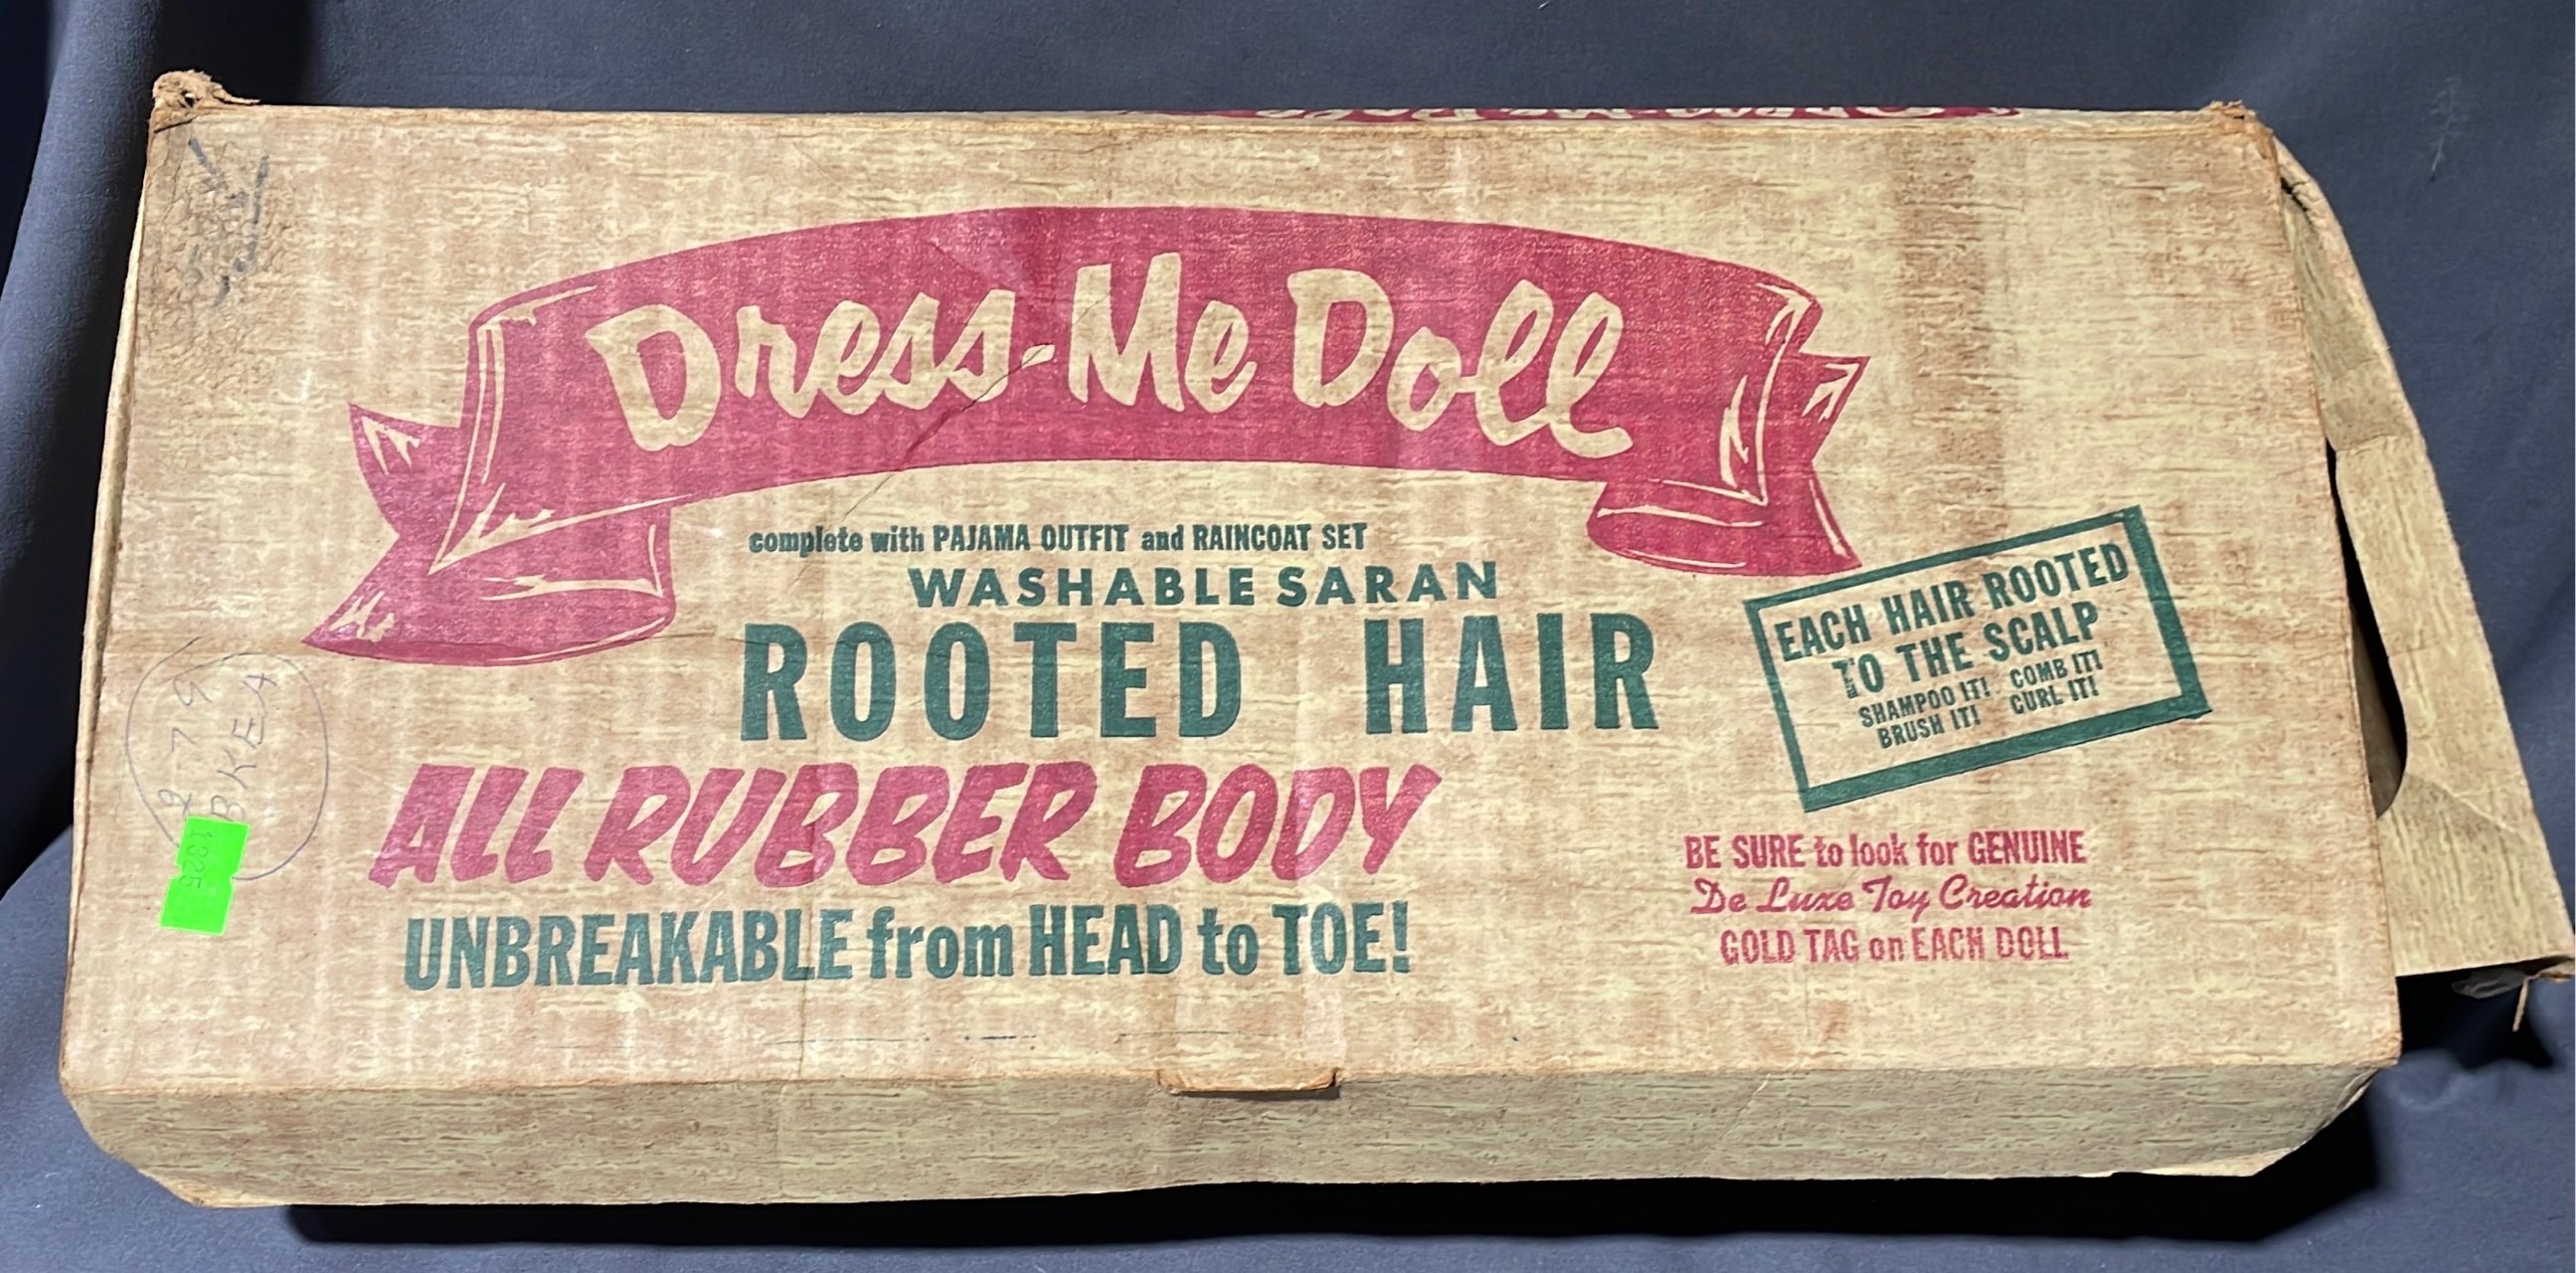 Dress-Me Doll
complete with PAJAMA OUTFIT and RAINCOAT SET
WASHABLE SARAN
ROOTED HAIR
EACH HAIR ROOTED
TO THE SCALP
SHAMPOO IT! COMB IT!
BRUSH IT! CURL IT!
ALL RUBBER BODY
UNBREAKABLE from HEAD to TOE!
BE SURE to look for GENUINE
De Luxe Toy Creation
GOLD TAG on EACH DOLL
1325